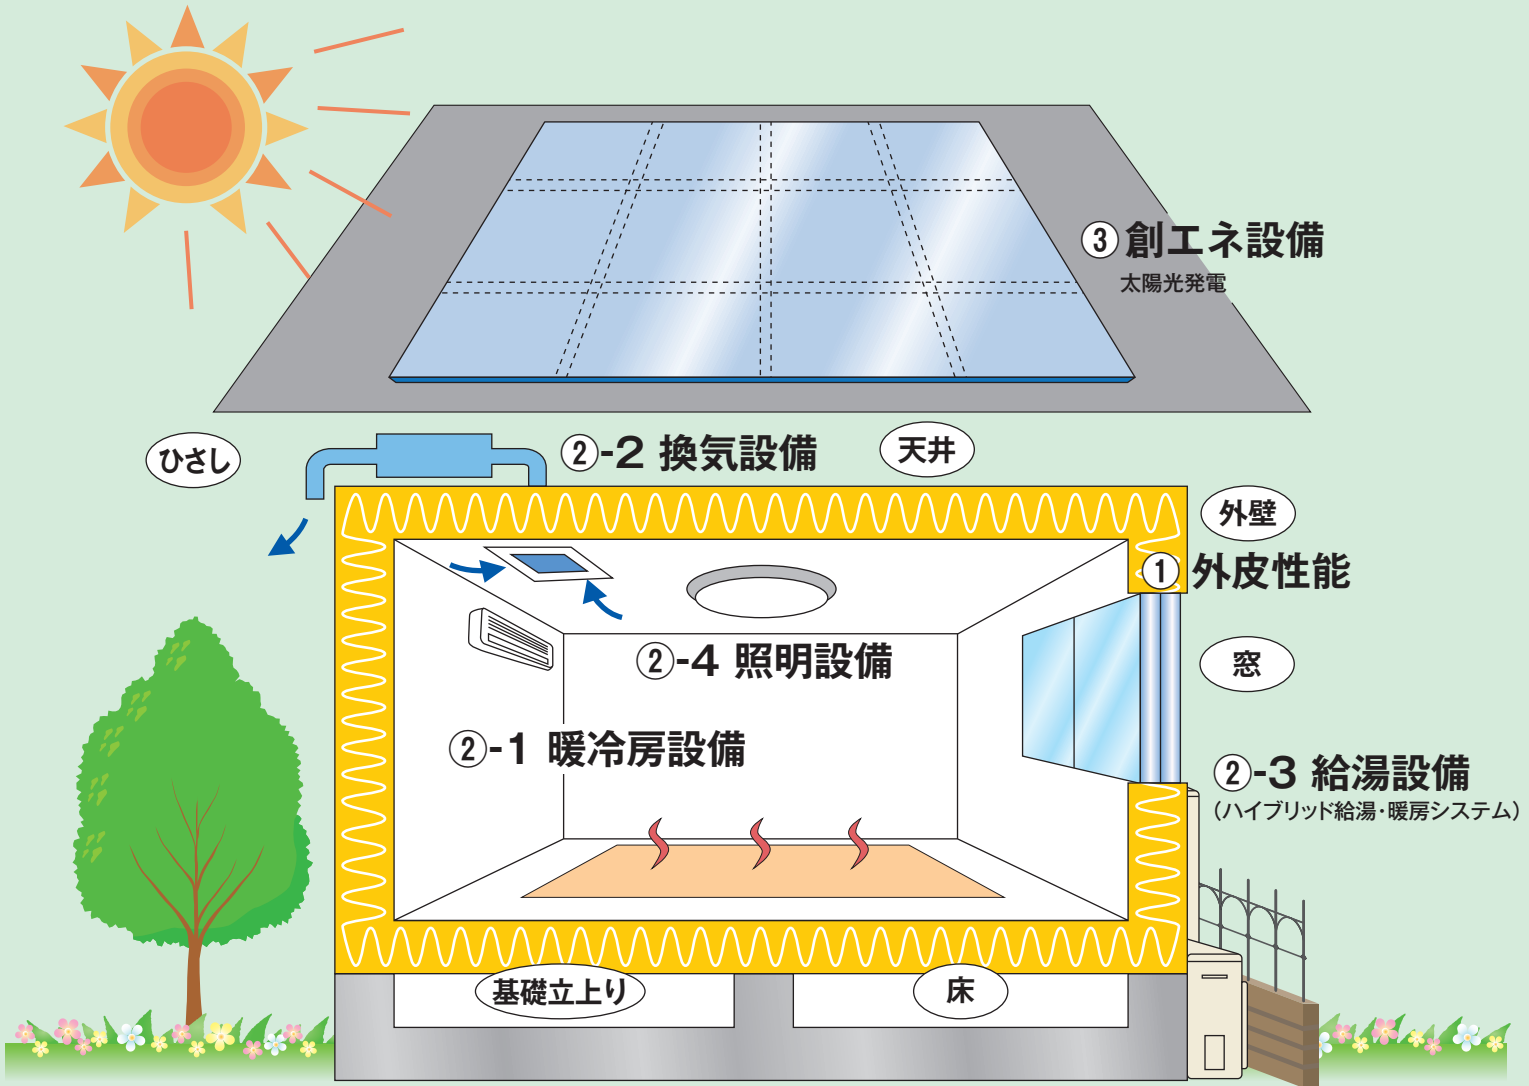 ③創エネ設備
太陽光発電
ひさし
②-2 換気設備
天井
外壁
①外皮性能
②-4 照明設備
窓
②-1 暖冷房設備
②-3 給湯設備
(ハイブリッド給湯・暖房システム)
基礎立上り
床